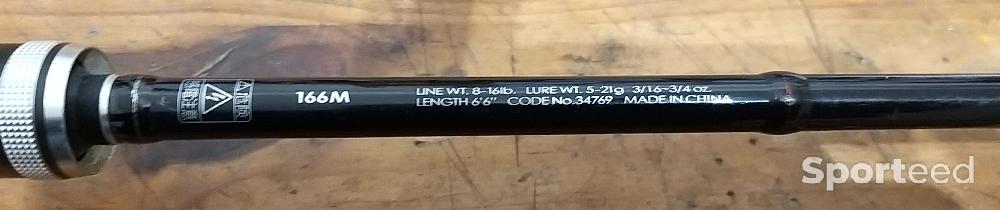 166M
LINE WT. 8-16lb. LURE WT. 5-21g 3/16-3/4 oz.
LENGTH 6'6" CODE No.34769 MADE IN CHINA
Sporteed